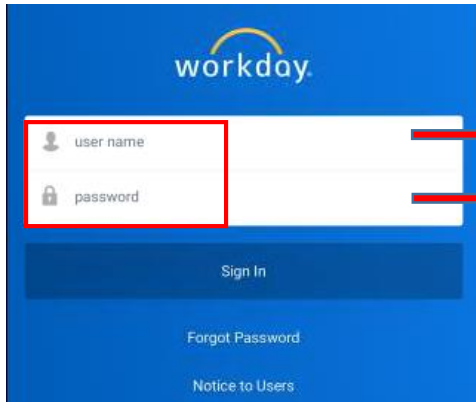 workday.
user name
password
Sign In
Forgot Password
Notice to Users